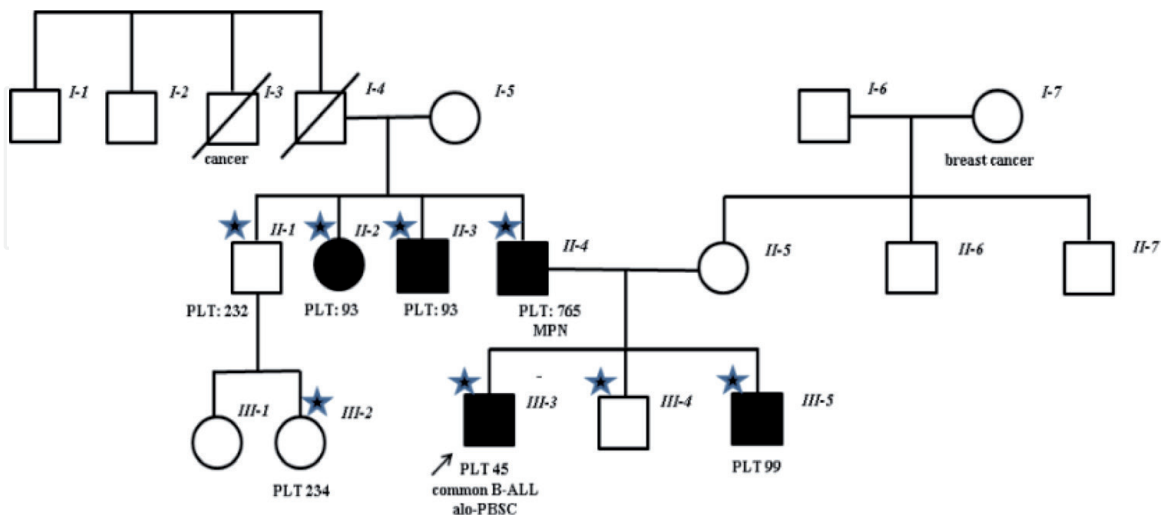 I-1
I-2
I-3
I-4
I-5
I-6
I-7
cancer
breast cancer
II-1
II-2
II-3
II-4
II-5
II-6
II-7
PLT: 232
PLT: 93
PLT: 93
PLT: 765
MPN
III-1
III-2
III-3
III-4
III-5
PLT 234
PLT 45
common B-ALL
alo-PBSC
PLT 99